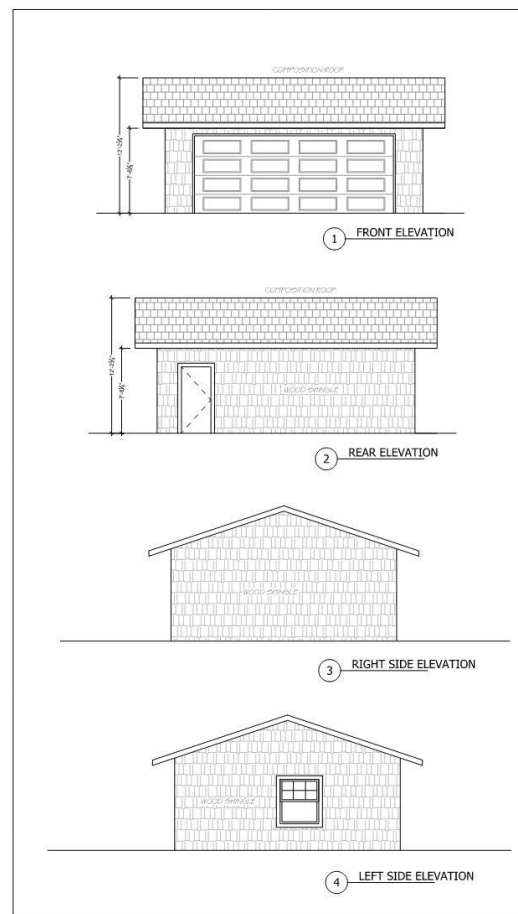 COMPOSITION ROOF
1 FRONT ELEVATION
COMPOSITION ROOF
WOOD SHINGLE
2 REAR ELEVATION
WOOD SHINGLE
3 RIGHT SIDE ELEVATION
WOOD SHINGLE
4 LEFT SIDE ELEVATION